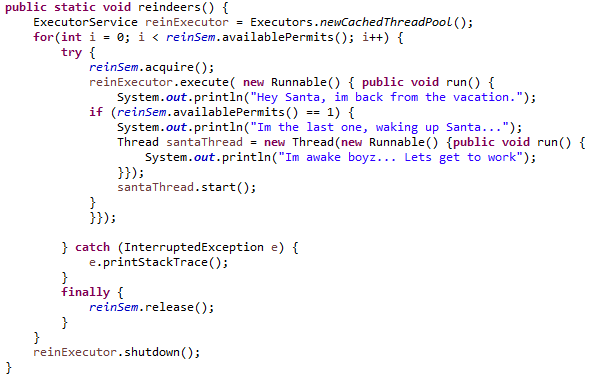 public static void reindeers() {
    ExecutorService reinExecutor = Executors.newCachedThreadPool();
    for(int i = 0; i < reinSem.availablePermits(); i++) {
        try {
            reinSem.acquire();
            reinExecutor.execute( new Runnable() { public void run() {
                System.out.println("Hey Santa, im back from the vacation.");
            if (reinSem.availablePermits() == 1) {
                System.out.println("Im the last one, waking up Santa...");
                Thread santaThread = new Thread(new Runnable() {public void run() {
                    System.out.println("Im awake boyz... Lets get to work");
                }});
                santaThread.start();
            }
            }});

        } catch (InterruptedException e) {
            e.printStackTrace();
        }
        finally {
            reinSem.release();
        }
    }
    reinExecutor.shutdown();
}